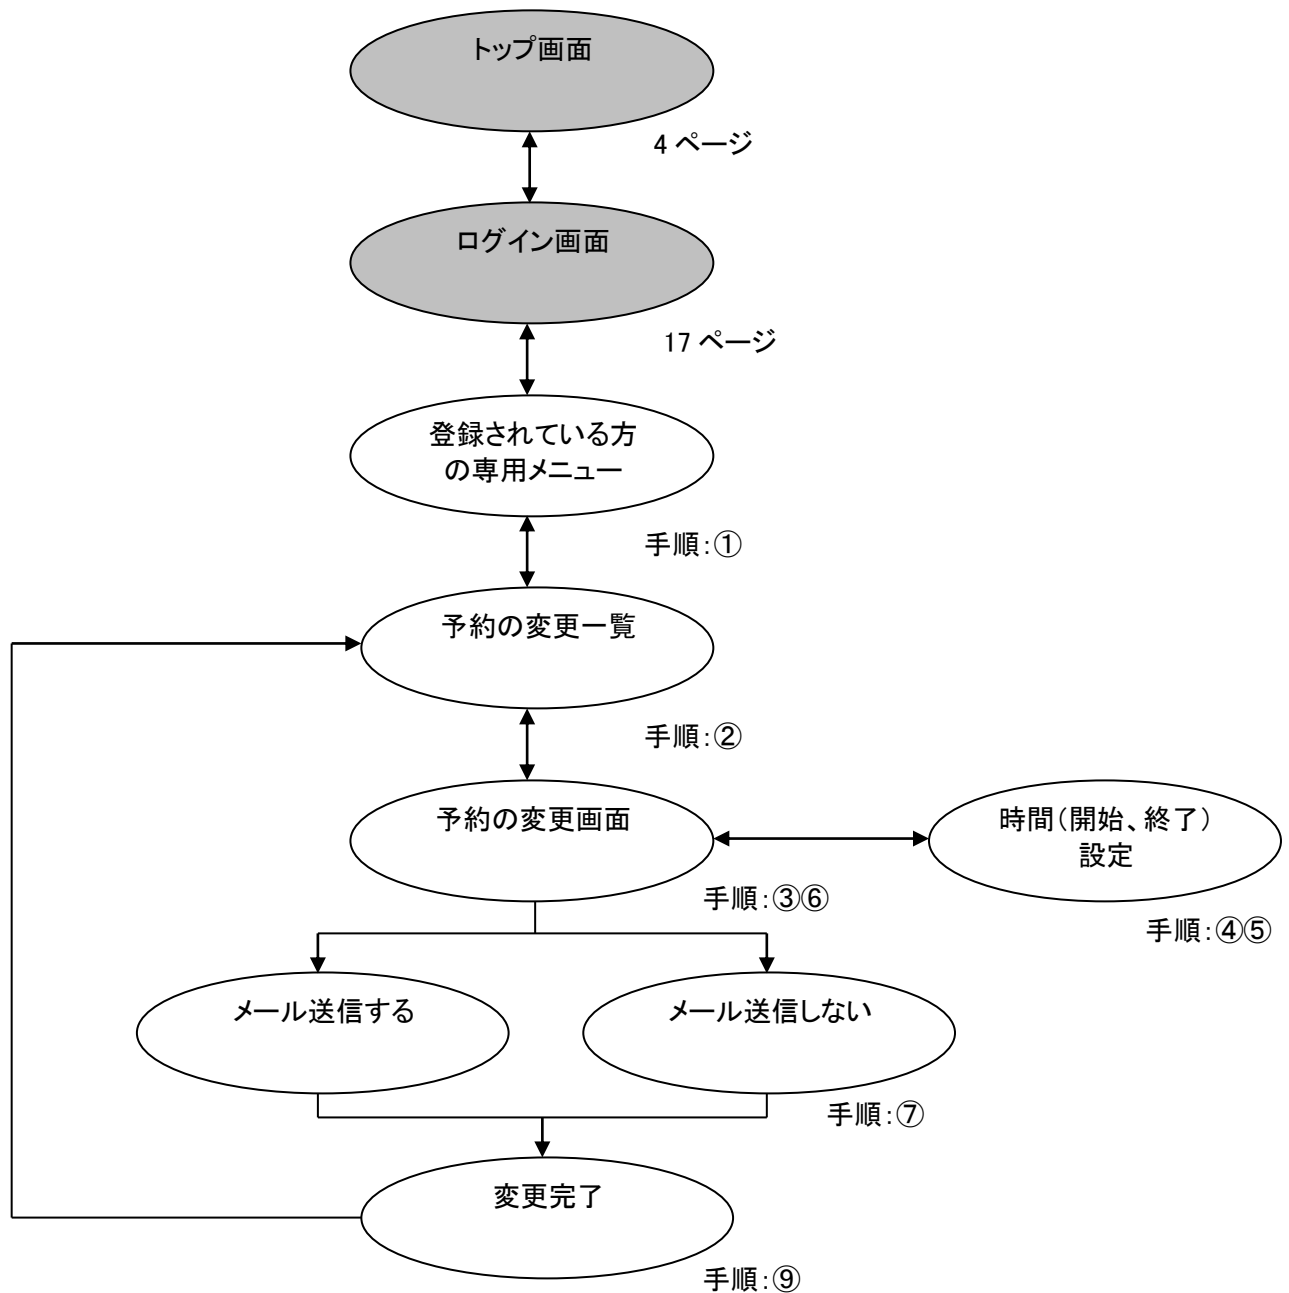 トップ画面
4 ページ
ログイン画面
17 ページ
登録されている方
の専用メニュー
手順：①
予約の変更一覧
手順：②
予約の変更画面
時間（開始、終了）
設定
手順：③⑥
手順：④⑤
メール送信する
メール送信しない
手順：⑦
変更完了
手順：⑨